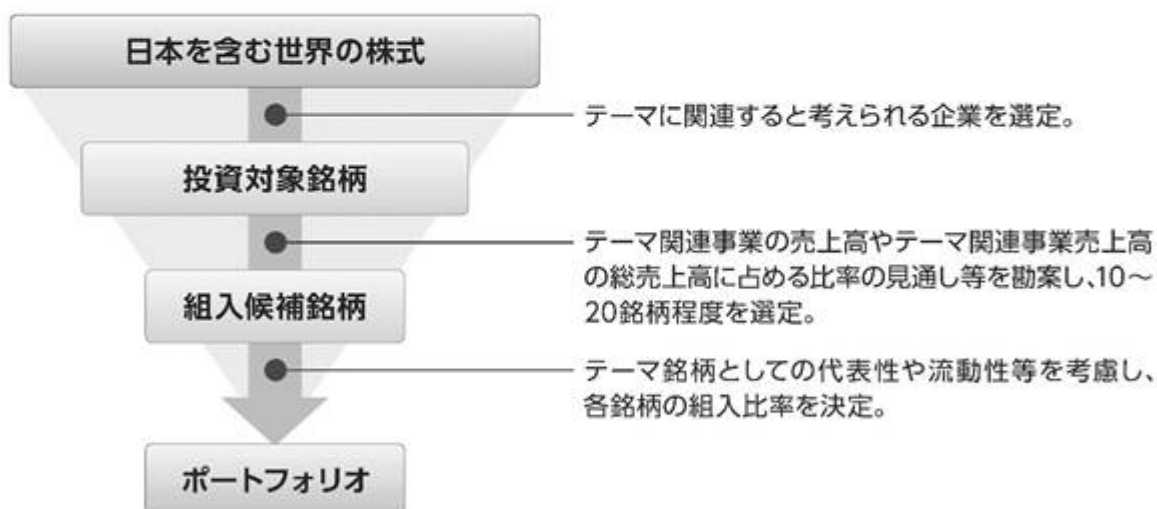 日本を含む世界の株式
テーマに関連すると考えられる企業を選定。
投資対象銘柄
テーマ関連事業の売上高やテーマ関連事業売上高
の総売上高に占める比率の見通し等を勘案し、10〜
20銘柄程度を選定。
組入候補銘柄
テーマ銘柄としての代表性や流動性等を考慮し、
各銘柄の組入比率を決定。
ポートフォリオ